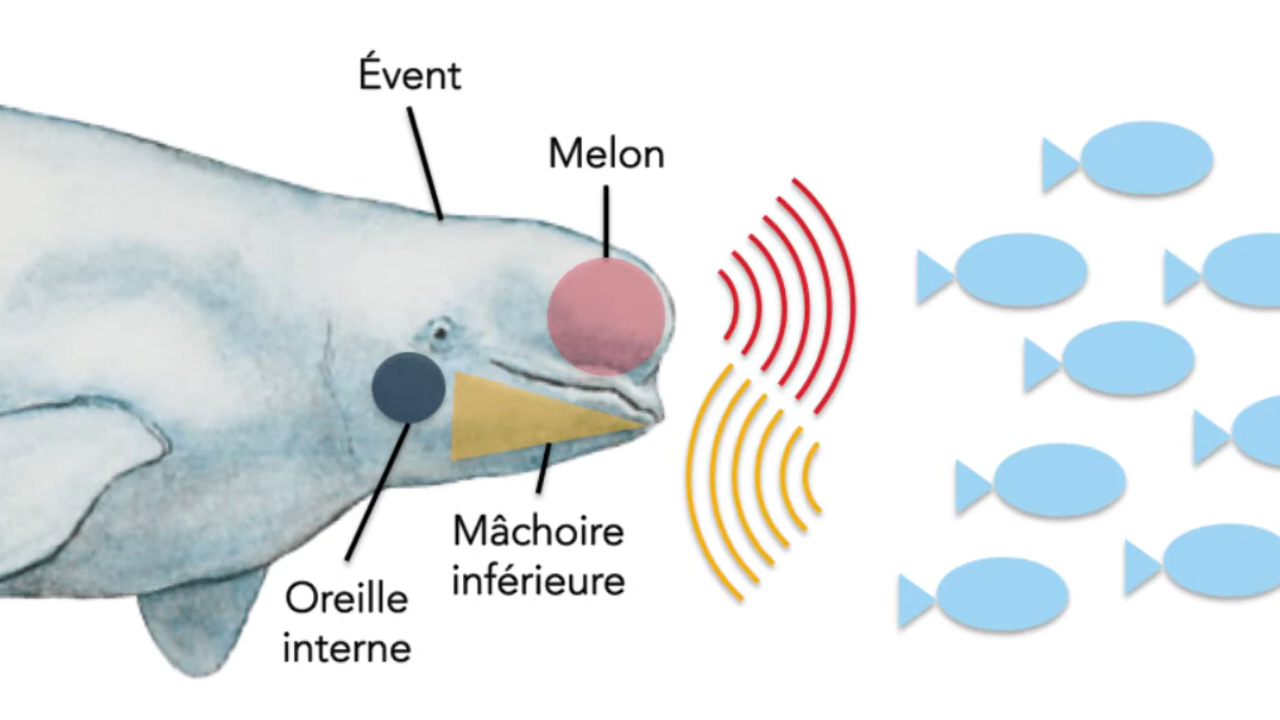 Évent
Melon
Mâchoire
inférieure
Oreille
interne